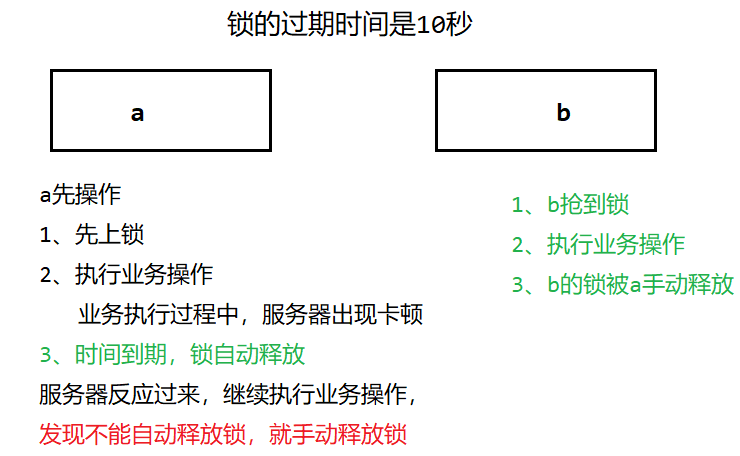 锁的过期时间是10秒
a
b
a先操作
1、先上锁
2、执行业务操作
业务执行过程中，服务器出现卡顿
3、时间到期，锁自动释放
服务器反应过来，继续执行业务操作，
发现不能自动释放锁，就手动释放锁
1、b抢到锁
2、执行业务操作
3、b的锁被a手动释放